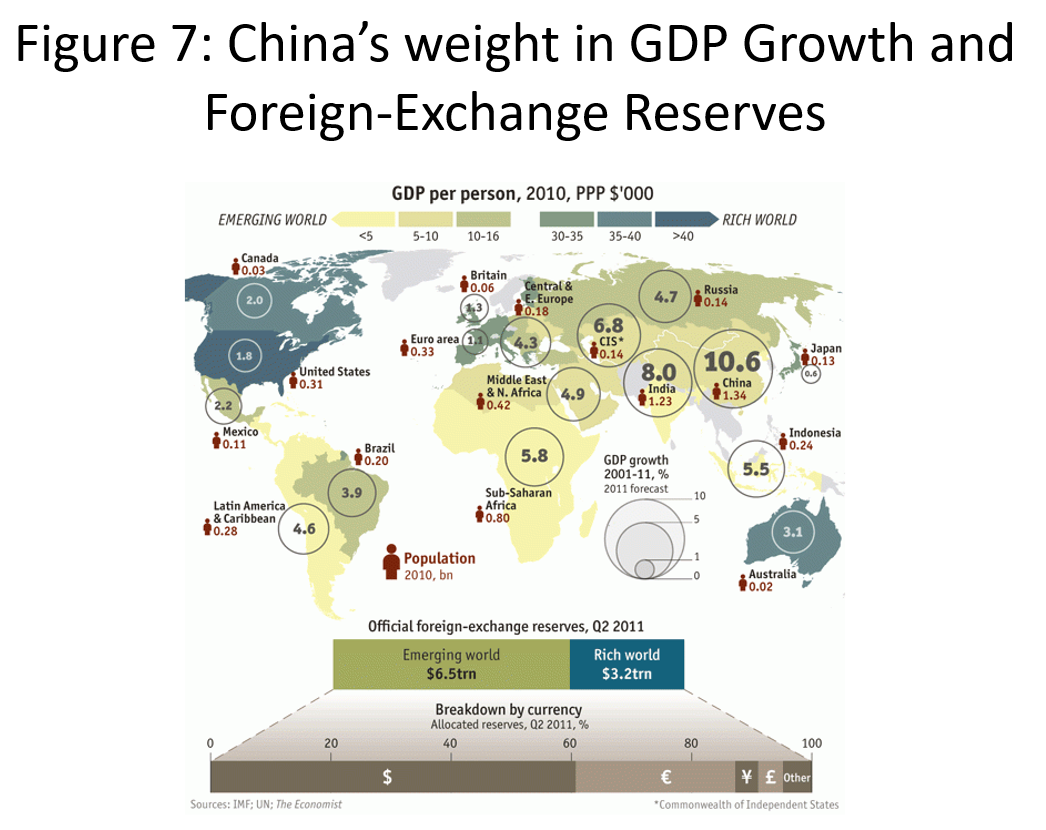 Figure 7: China’s weight in GDP Growth and
Foreign-Exchange Reserves
GDP per person, 2010, PPP $'000
EMERGING WORLD
RICH WORLD
<5
5-10
10-16
30-35
35-40
>40
Canada
0.03
2.0
Britain
0.06
1.3
Central &
E. Europe
0.18
4.3
4.7
Russia
0.14
6.8
CIS*
0.14
Euro area
0.33
1.1
1.8
United States
0.31
8.0
India
1.23
10.6
China
1.34
Japan
0.13
0.6
Middle East
& N. Africa
0.42
4.9
2.2
Mexico
0.11
Brazil
0.20
3.9
5.8
Sub-Saharan
Africa
0.80
Indonesia
0.24
5.5
GDP growth
2001-11, %
2011 forecast
10
5
1
0
Latin America
& Caribbean
0.28
4.6
3.1
Australia
0.02
Population
2010, bn
Official foreign-exchange reserves, Q2 2011
Emerging world
$6.5trn
Rich world
$3.2trn
Breakdown by currency
Allocated reserves, Q2 2011, %
0 20 40 60 80 100
$ € ¥ £ Other
Sources: IMF; UN; The Economist
*Commonwealth of Independent States